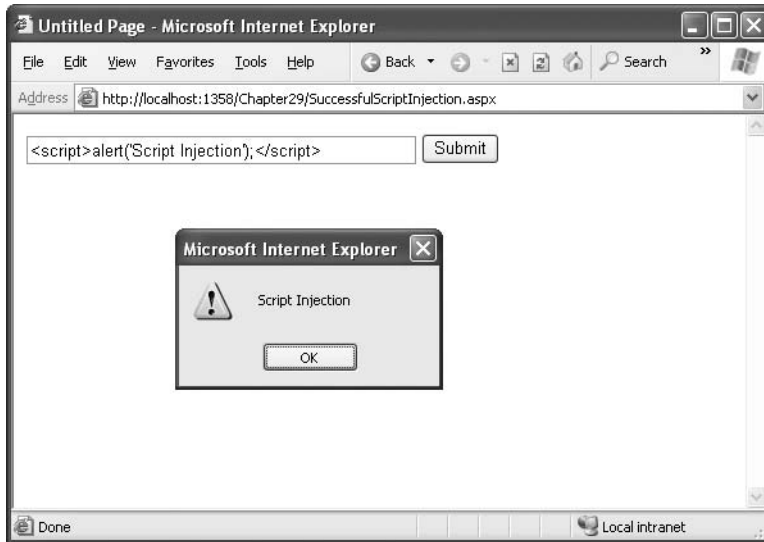 Untitled Page - Microsoft Internet Explorer
File Edit View Favorites Tools Help Back Search »
Address http://localhost:1358/Chapter29/SuccessfulScriptInjection.aspx
<script>alert('Script Injection');</script> Submit
Microsoft Internet Explorer
Script Injection
OK
Done Local intranet